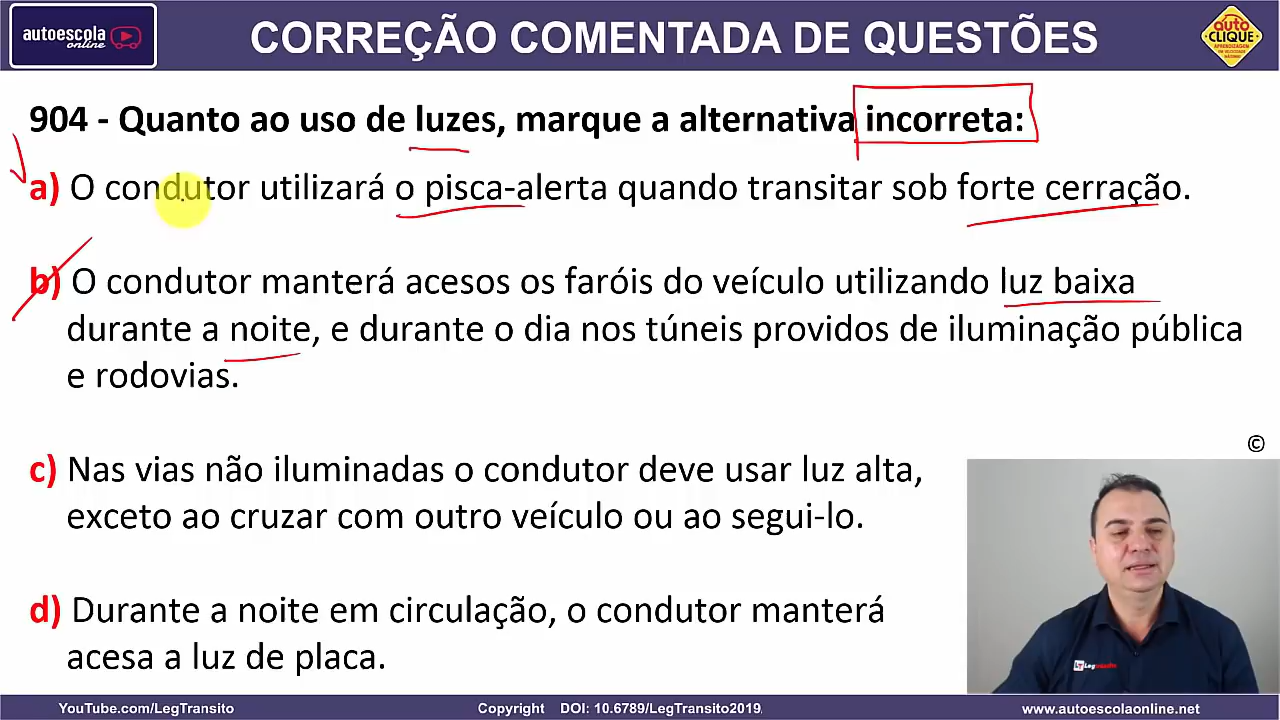 autoescola
online
CORREÇÃO COMENTADA DE QUESTÕES
auto
CLIQUE
904 - Quanto ao uso de luzes, marque a alternativa incorreta:
a) O condutor utilizará o pisca-alerta quando transitar sob forte cerração.
b) O condutor manterá acesos os faróis do veículo utilizando luz baixa
durante a noite, e durante o dia nos túneis providos de iluminação pública
e rodovias.
c) Nas vias não iluminadas o condutor deve usar luz alta,
exceto ao cruzar com outro veículo ou ao segui-lo.
d) Durante a noite em circulação, o condutor manterá
acesa a luz de placa.
©
YouTube.com/LegTransito
Copyright DOI: 10.6789/LegTransito2019
www.autoescolaonline.net